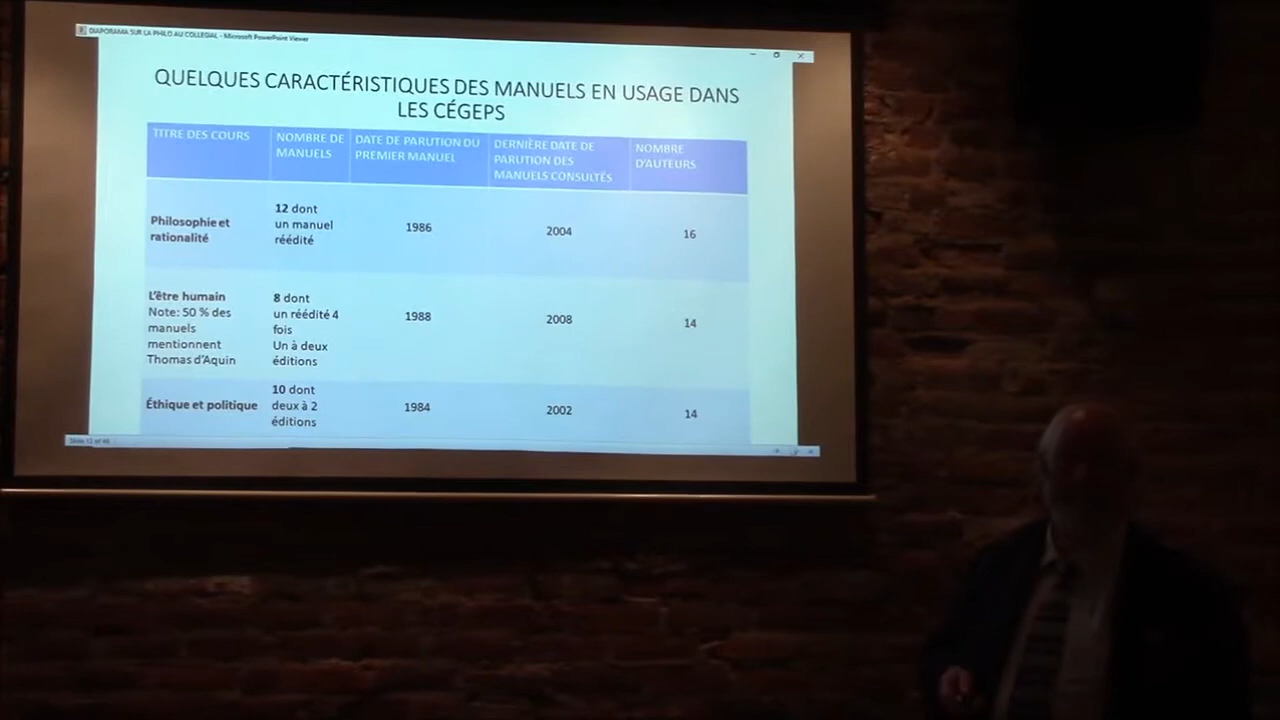 DIAPORAMA SUR LA PHILO AU COLLEGIAL - Microsoft PowerPoint Viewer
QUELQUES CARACTÉRISTIQUES DES MANUELS EN USAGE DANS
LES CÉGEPS
TITRE DES COURS
NOMBRE DE
MANUELS
DATE DE PARUTION DU
PREMIER MANUEL
DERNIÈRE DATE DE
PARUTION DES
MANUELS CONSULTÉS
NOMBRE
D'AUTEURS
Philosophie et
rationalité
12 dont
un manuel
réédité
1986
2004
16
L'être humain
Note: 50 % des
manuels
mentionnent
Thomas d'Aquin
8 dont
un réédité 4
fois
Un à deux
éditions
1988
2008
14
Éthique et politique
10 dont
deux à 2
éditions
1984
2002
14